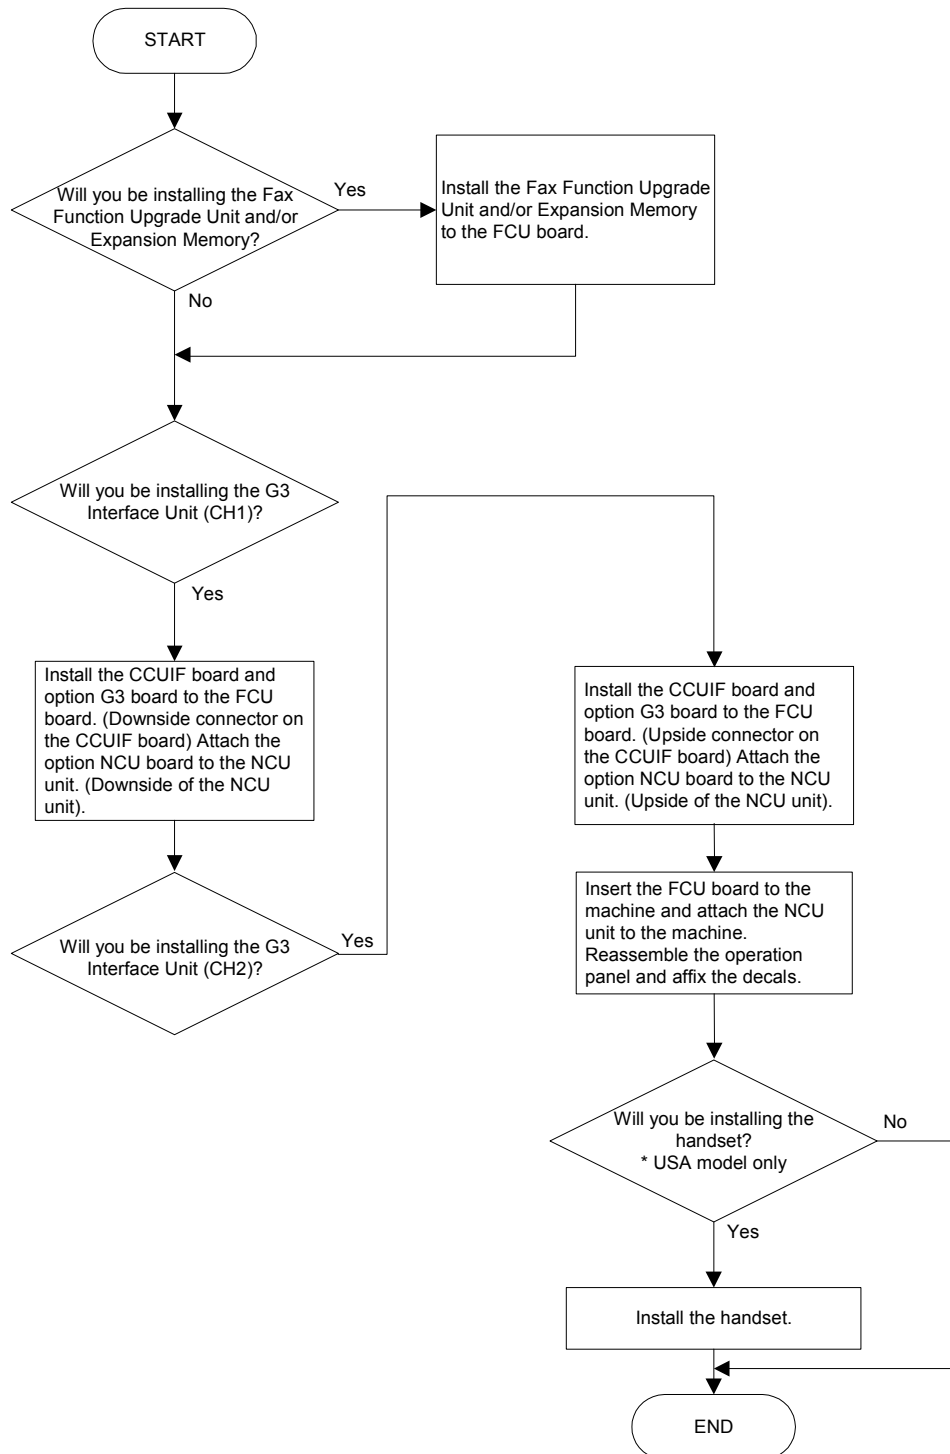 START
Will you be installing the Fax
Function Upgrade Unit and/or
Expansion Memory?
Yes
Install the Fax Function Upgrade
Unit and/or Expansion Memory
to the FCU board.
No
Will you be installing the G3
Interface Unit (CH1)?
Yes
Install the CCUIF board and
option G3 board to the FCU
board. (Downside connector on
the CCUIF board) Attach the
option NCU board to the NCU
unit. (Downside of the NCU
unit).
Will you be installing the G3
Interface Unit (CH2)?
Yes
Install the CCUIF board and
option G3 board to the FCU
board. (Upside connector on
the CCUIF board) Attach the
option NCU board to the NCU
unit. (Upside of the NCU unit).
Insert the FCU board to the
machine and attach the NCU
unit to the machine.
Reassemble the operation
panel and affix the decals.
Will you be installing the
handset?
* USA model only
No
Yes
Install the handset.
END